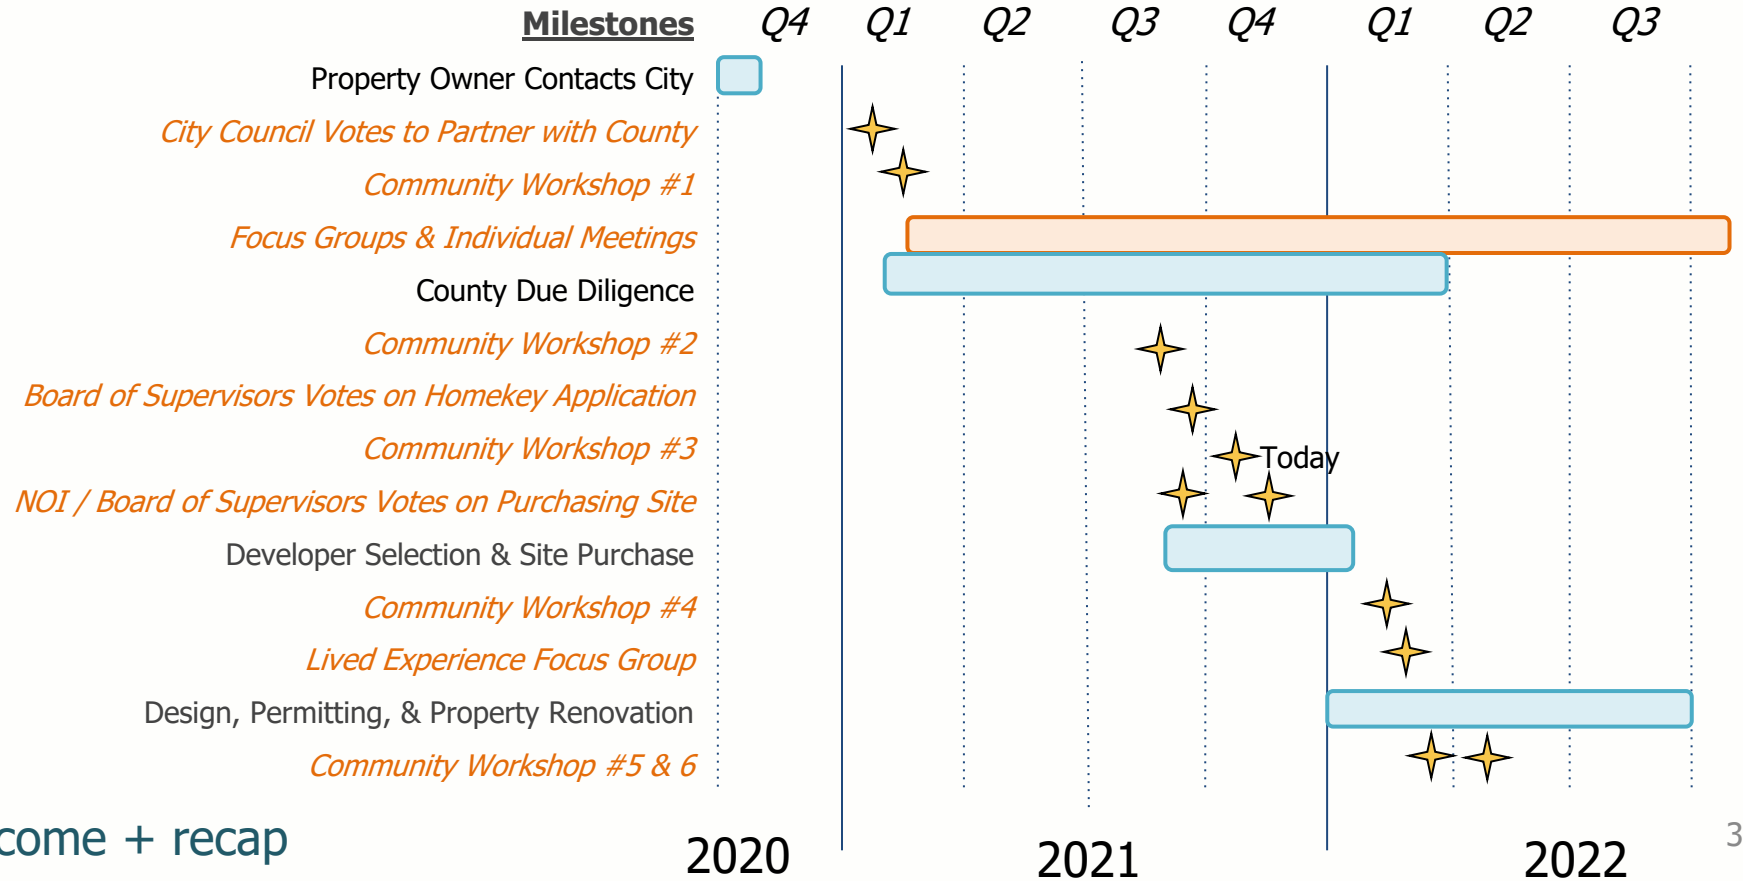 Milestones Q4 Q1 Q2 Q3 Q4 Q1 Q2 Q3
Property Owner Contacts City
City Council Votes to Partner with County
Community Workshop #1
Focus Groups & Individual Meetings
County Due Diligence
Community Workshop #2
Board of Supervisors Votes on Homekey Application
Community Workshop #3
Today
NOI / Board of Supervisors Votes on Purchasing Site
Developer Selection & Site Purchase
Community Workshop #4
Lived Experience Focus Group
Design, Permitting, & Property Renovation
Community Workshop #5 & 6
come + recap
2020 2021 2022
3